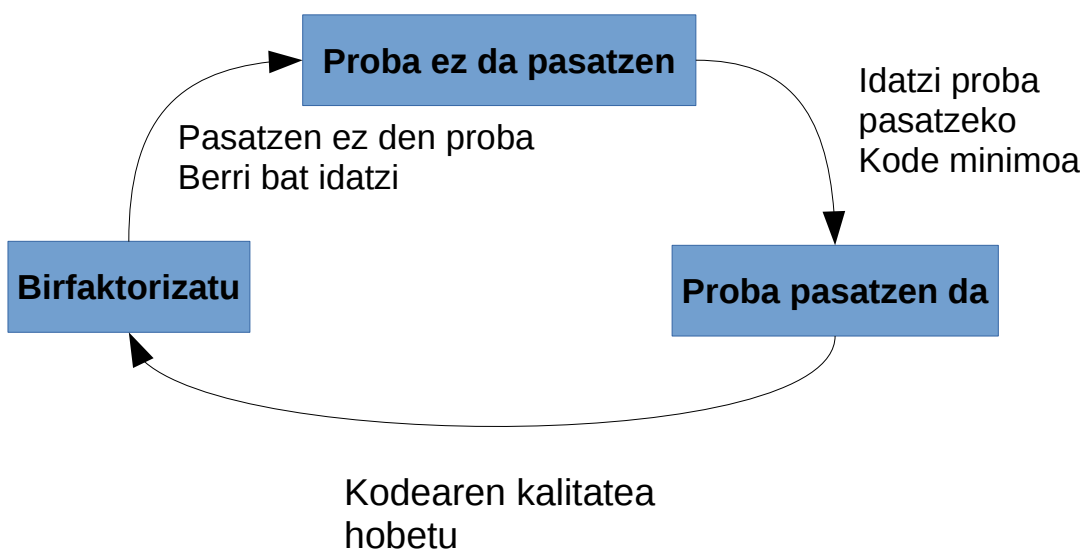 Proba ez da pasatzen
Idatzi proba
pasatzeko
Kode minimoa
Pasatzen ez den proba
Berri bat idatzi
Birfaktorizatu
Proba pasatzen da
Kodearen kalitatea
hobetu